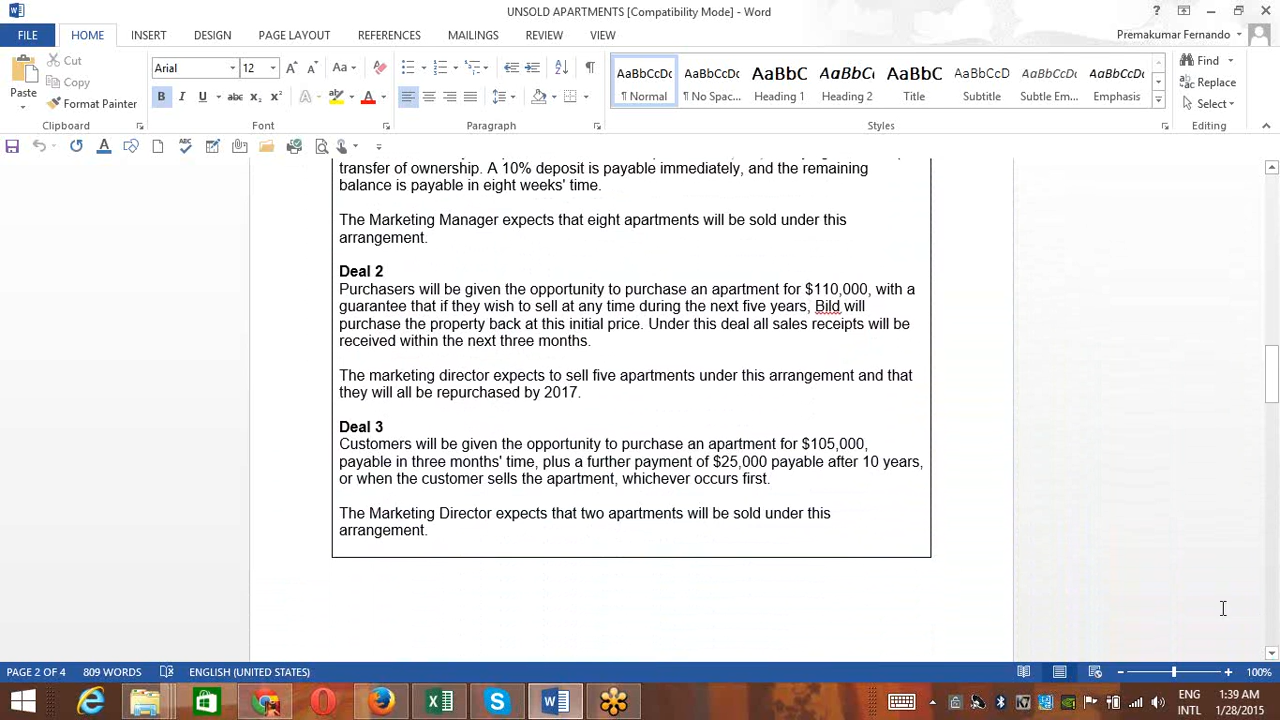 UNSOLD APARTMENTS [Compatibility Mode] - Word
FILE HOME INSERT DESIGN PAGE LAYOUT REFERENCES MAILINGS REVIEW VIEW Premakumar Fernando
Paste
Cut
Copy
Format Painter
Arial 12
AaBbCcDc AaBbCcDc AaBbC AaBbC AaBbC AaBbCcD AaBbCcDc AaBbCcDc
¶ Normal ¶ No Spac... Heading 1 Heading 2 Title Subtitle Subtle Em... Emphasis
Find
Replace
Select
Clipboard Font Paragraph Styles Editing
transfer of ownership. A 10% deposit is payable immediately, and the remaining
balance is payable in eight weeks' time.
The Marketing Manager expects that eight apartments will be sold under this
arrangement.
Deal 2
Purchasers will be given the opportunity to purchase an apartment for $110,000, with a
guarantee that if they wish to sell at any time during the next five years, Bild will
purchase the property back at this initial price. Under this deal all sales receipts will be
received within the next three months.
The marketing director expects to sell five apartments under this arrangement and that
they will all be repurchased by 2017.
Deal 3
Customers will be given the opportunity to purchase an apartment for $105,000,
payable in three months' time, plus a further payment of $25,000 payable after 10 years,
or when the customer sells the apartment, whichever occurs first.
The Marketing Director expects that two apartments will be sold under this
arrangement.
PAGE 2 OF 4 809 WORDS ENGLISH (UNITED STATES) 100%
ENG 1:39 AM
INTL 1/28/2015